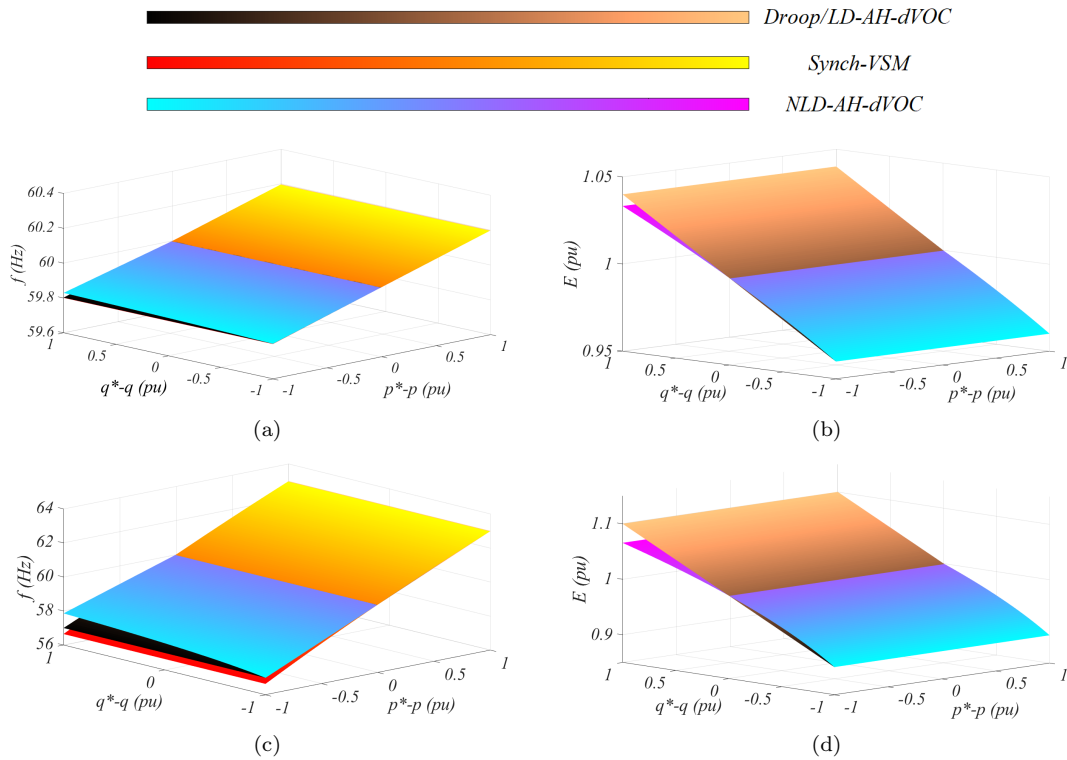 Droop/LD-AH-dVOC
Synch-VSM
NLD-AH-dVOC
60.4
60.2
60
59.8
59.6
f (Hz)
1
0.5
0
-0.5
-1
q*-q (pu)
-1
-0.5
0
0.5
1
p*-p (pu)
(a)
1.05
1
0.95
E (pu)
1
0.5
0
-0.5
-1
q*-q (pu)
-1
-0.5
0
0.5
1
p*-p (pu)
(b)
64
62
60
58
56
f (Hz)
1
0
-1
q*-q (pu)
-1
-0.5
0
0.5
1
p*-p (pu)
(c)
1.1
1
0.9
E (pu)
1
0.5
0
-0.5
-1
q*-q (pu)
-1
-0.5
0
0.5
1
p*-p (pu)
(d)